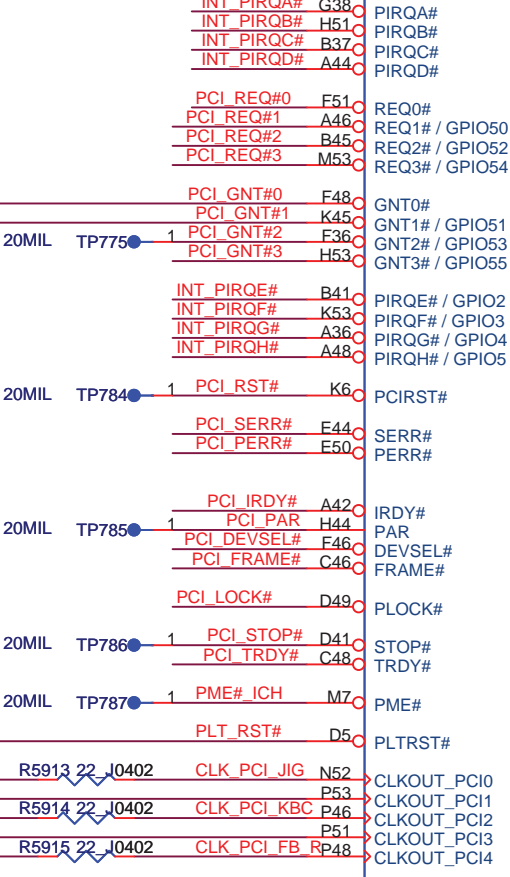 INT_PIRQA# G38 PIRQA#
INT_PIRQB# H51 PIRQB#
INT_PIRQC# B37 PIRQC#
INT_PIRQD# A44 PIRQD#
PCI_REQ#0 F51 REQ0#
PCI_REQ#1 A46 REQ1# / GPIO50
PCI_REQ#2 B45 REQ2# / GPIO52
PCI_REQ#3 M53 REQ3# / GPIO54
PCI_GNT#0 F48 GNT0#
PCI_GNT#1 K45 GNT1# / GPIO51
20MIL TP775 1 PCI_GNT#2 F36 GNT2# / GPIO53
PCI_GNT#3 H53 GNT3# / GPIO55
INT_PIRQE# B41 PIRQE# / GPIO2
INT_PIRQF# K53 PIRQF# / GPIO3
INT_PIRQG# A36 PIRQG# / GPIO4
INT_PIRQH# A48 PIRQH# / GPIO5
20MIL TP784 1 PCI_RST# K6 PCIRST#
PCI_SERR# E44 SERR#
PCI_PERR# E50 PERR#
PCI_IRDY# A42 IRDY#
20MIL TP785 1 PCI_PAR H44 PAR
PCI_DEVSEL# F46 DEVSEL#
PCI_FRAME# C46 FRAME#
PCI_LOCK# D49 PLOCK#
20MIL TP786 1 PCI_STOP# D41 STOP#
PCI_TRDY# C48 TRDY#
20MIL TP787 1 PME#_ICH M7 PME#
PLT_RST# D5 PLTRST#
R5913 22_J0402 CLK_PCI_JIG N52 CLKOUT_PCI0
P53 CLKOUT_PCI1
R5914 22_J0402 CLK_PCI_KBC P46 CLKOUT_PCI2
P51 CLKOUT_PCI3
R5915 22_J0402 CLK_PCI_FB_R P48 CLKOUT_PCI4